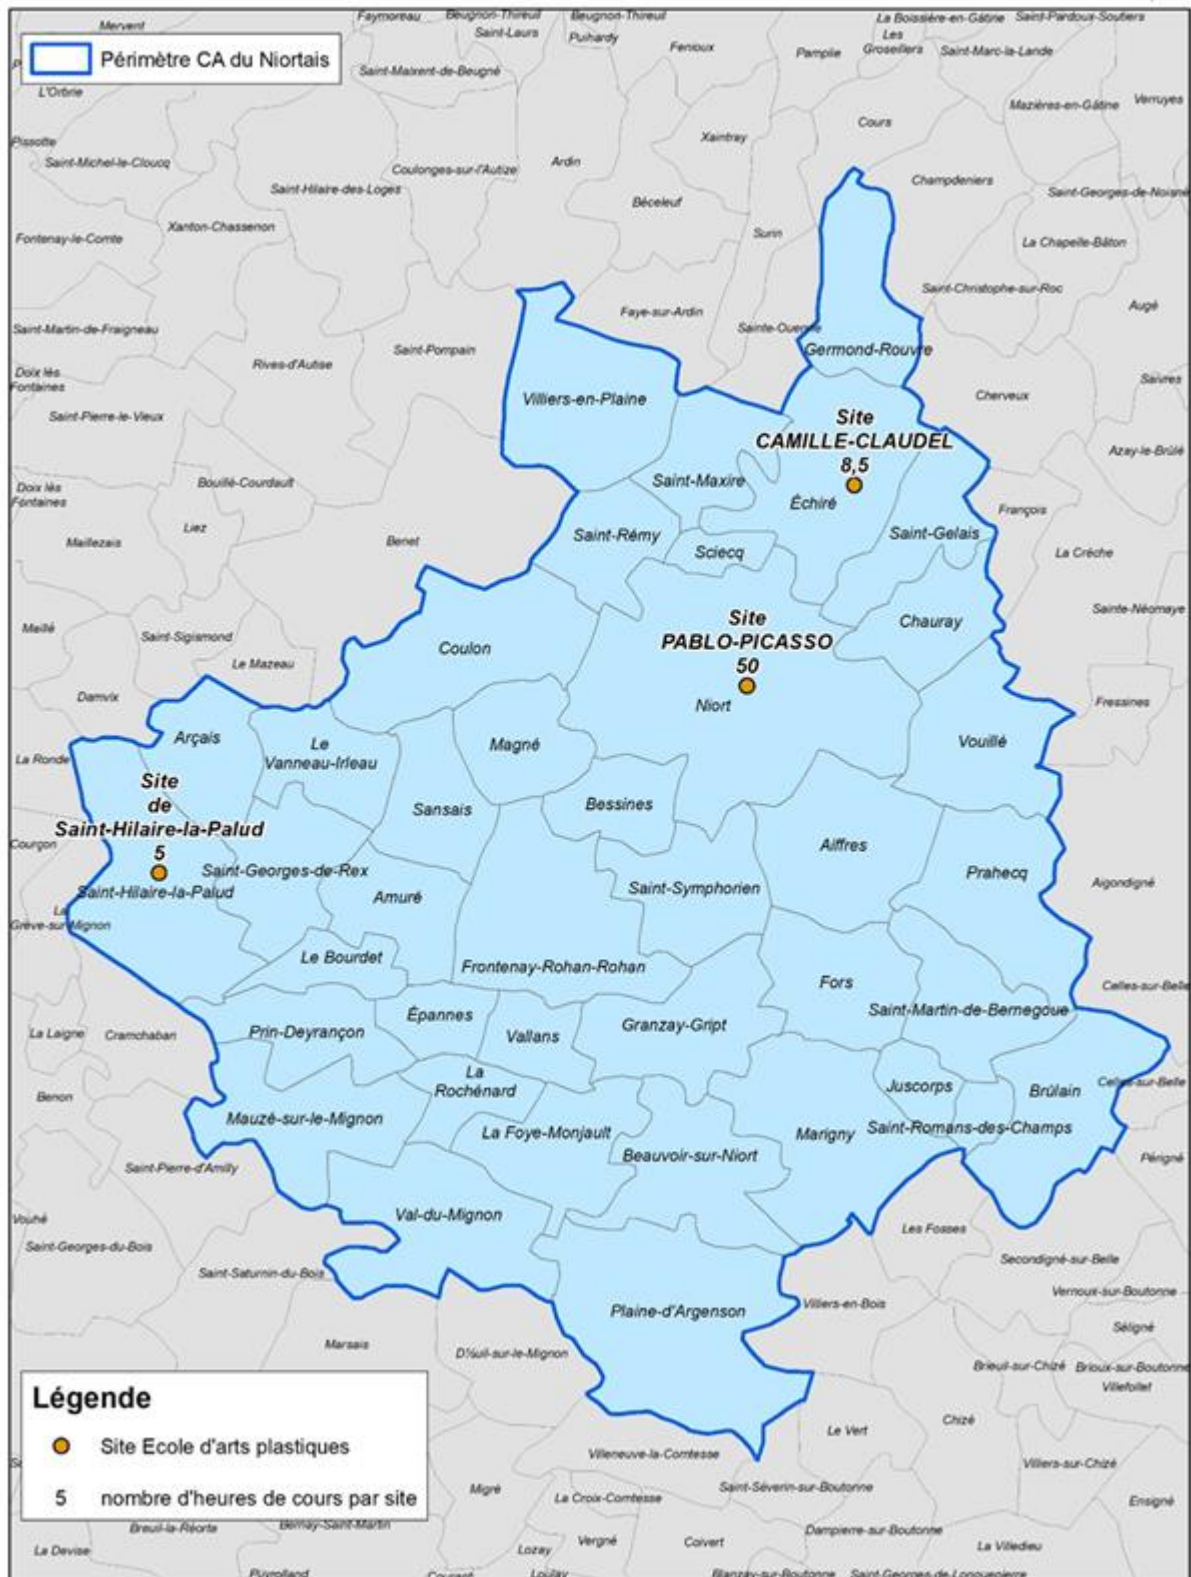 Mervent
Faymoreau
Beugnon-Thireuil
Beugnon-Thireuil
La Boissière-en-Gâtine
Saint-Pardoux-Soutiers
Saint-Laurs
Puihardy
Les
Groseillers
Fenioux
Pamplie
Saint-Marc-la-Lande
Périmètre CA du Niortais
Saint-Maixent-de-Beugné
L'Orbrie
Mazières-en-Gâtine
Verruyes
Pissotte
Cours
Xaintray
Saint-Michel-le-Cloucq
Coulonges-sur-l'Autize
Ardin
Champdeniers
Saint-Hilaire-des-Loges
Saint-Georges-de-Noisné
Béceleuf
Xanton-Chassenon
Surin
Fontenay-le-Comte
La Chapelle-Bâton
Saint-Christophe-sur-Roc
Augé
Faye-sur-Ardin
Saint-Martin-de-Fraigneau
Sainte-Ouenne
Saint-Pompain
Germond-Rouvre
Rives-d'Autise
Doix lès
Fontaines
Saivres
Villiers-en-Plaine
Cherveux
Saint-Pierre-le-Vieux
Site
CAMILLE-CLAUDEL
8,5
Azay-le-Brûlé
Saint-Maxire
Bouillé-Courdault
Doix lès
Fontaines
Échiré
François
Liez
Saint-Rémy
Saint-Gelais
Maillezais
Benet
Sciecq
La Crèche
Sainte-Néomaye
Site
PABLO-PICASSO
50
Chauray
Maillé
Saint-Sigismond
Coulon
Le Mazeau
Damvix
Niort
Fressines
Arçais
Le
Vanneau-Irleau
Magné
Vouillé
La Ronde
Site
de
Saint-Hilaire-la-Palud
5
Sansais
Bessines
Courçon
Aiffres
Saint-Georges-de-Rex
Prahecq
Saint-Hilaire-la-Palud
Amuré
Saint-Symphorien
Aigondigné
La
Grève-sur-Mignon
Le Bourdet
Frontenay-Rohan-Rohan
Fors
Celles-sur-Belle
Saint-Martin-de-Bernegoue
Épannes
Granzay-Gript
La Laigne
Cramchaban
Prin-Deyrançon
Vallans
La
Rochénard
Juscorps
Brûlain
Celles-sur-Belle
Benon
Mauzé-sur-le-Mignon
La Foye-Monjault
Marigny
Saint-Romans-des-Champs
Beauvoir-sur-Niort
Périgné
Saint-Pierre-d'Amilly
Vouhé
Val-du-Mignon
Les Fosses
Saint-Georges-du-Bois
Secondigné-sur-Belle
Saint-Saturnin-du-Bois
Vernoux-sur-Boutonne
Plaine-d'Argenson
Villiers-en-Bois
Séligné
Marsais
Brieuil-sur-Chizé
Brioux-sur-Boutonne
Villefollet
Légende
Site Ecole d'arts plastiques
5 nombre d'heures de cours par site
Chizé
Le Vert
Villeneuve-la-Comtesse
Villiers-sur-Chizé
Saint-Séverin-sur-Boutonne
Migré
La Croix-Comtesse
Ensigné
Breuil-la-Réorte
Bernay-Saint-Martin
Dampierre-sur-Boutonne
Vergné
Coivert
La Villedieu
La Devise
Lozay
Puyrolland
Courant
Loulay
Blanzay-sur-Boutonne
Saint-Georges-de-Longuepierre